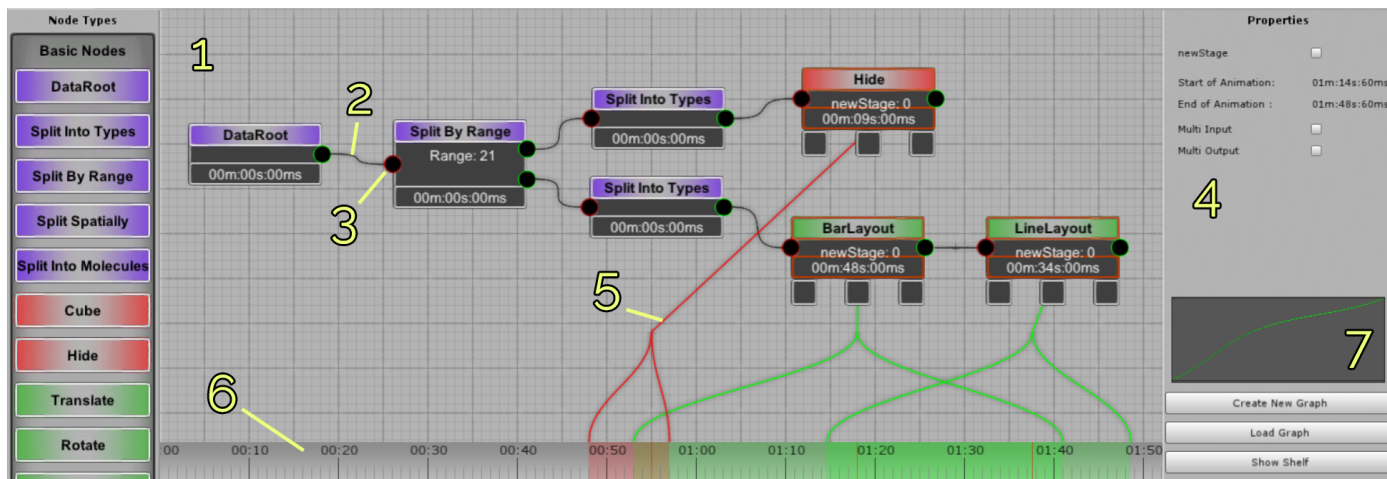 Node Types
Basic Nodes
DataRoot
Split Into Types
Split By Range
Split Spatially
Split Into Molecules
Cube
Hide
Translate
Rotate
1
2
3
DataRoot
00m:00s:00ms
Split By Range
Range: 21
00m:00s:00ms
Split Into Types
00m:00s:00ms
Split Into Types
00m:00s:00ms
Hide
newStage: 0
00m:09s:00ms
BarLayout
newStage: 0
00m:48s:00ms
LineLayout
newStage: 0
00m:34s:00ms
5
6
:00 00:10 00:20 00:30 00:40 00:50 01:00 01:10 01:20 01:30 01:40 01:50
Properties
newStage
Start of Animation: 01m:14s:60ms
End of Animation : 01m:48s:60ms
Multi Input
Multi Output
4
7
Create New Graph
Load Graph
Show Shelf